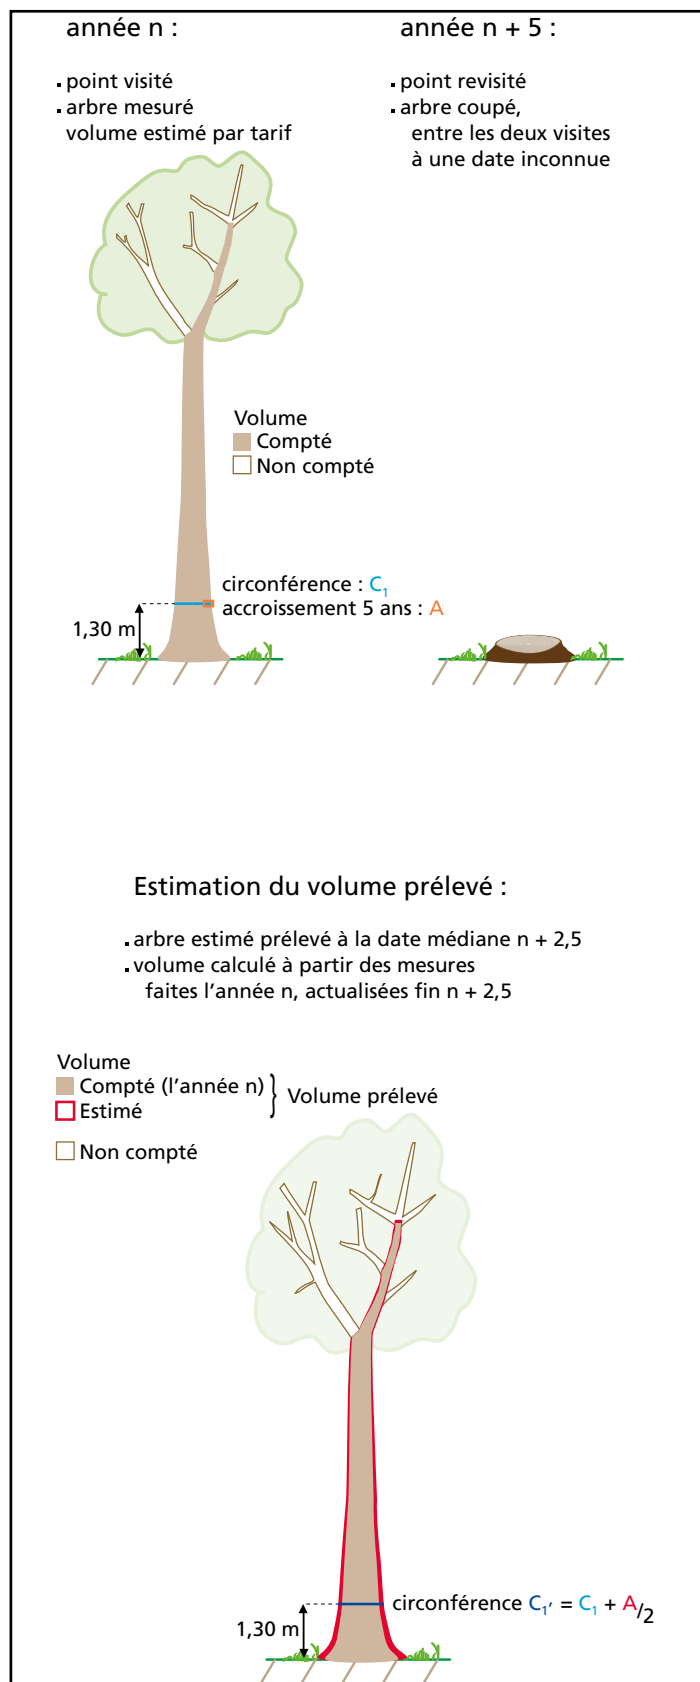 année n :
▪ point visité
▪ arbre mesuré
volume estimé par tarif
année n + 5 :
▪ point revisité
▪ arbre coupé,
entre les deux visites
à une date inconnue
Volume
Compté
Non compté
circonférence : C₁
accroissement 5 ans : A
1,30 m
Estimation du volume prélevé :
▪ arbre estimé prélevé à la date médiane n + 2,5
▪ volume calculé à partir des mesures
faites l’année n, actualisées fin n + 2,5
Volume
Compté (l’année n)
Estimé
} Volume prélevé
Non compté
circonférence C₁’ = C₁ + A/2
1,30 m